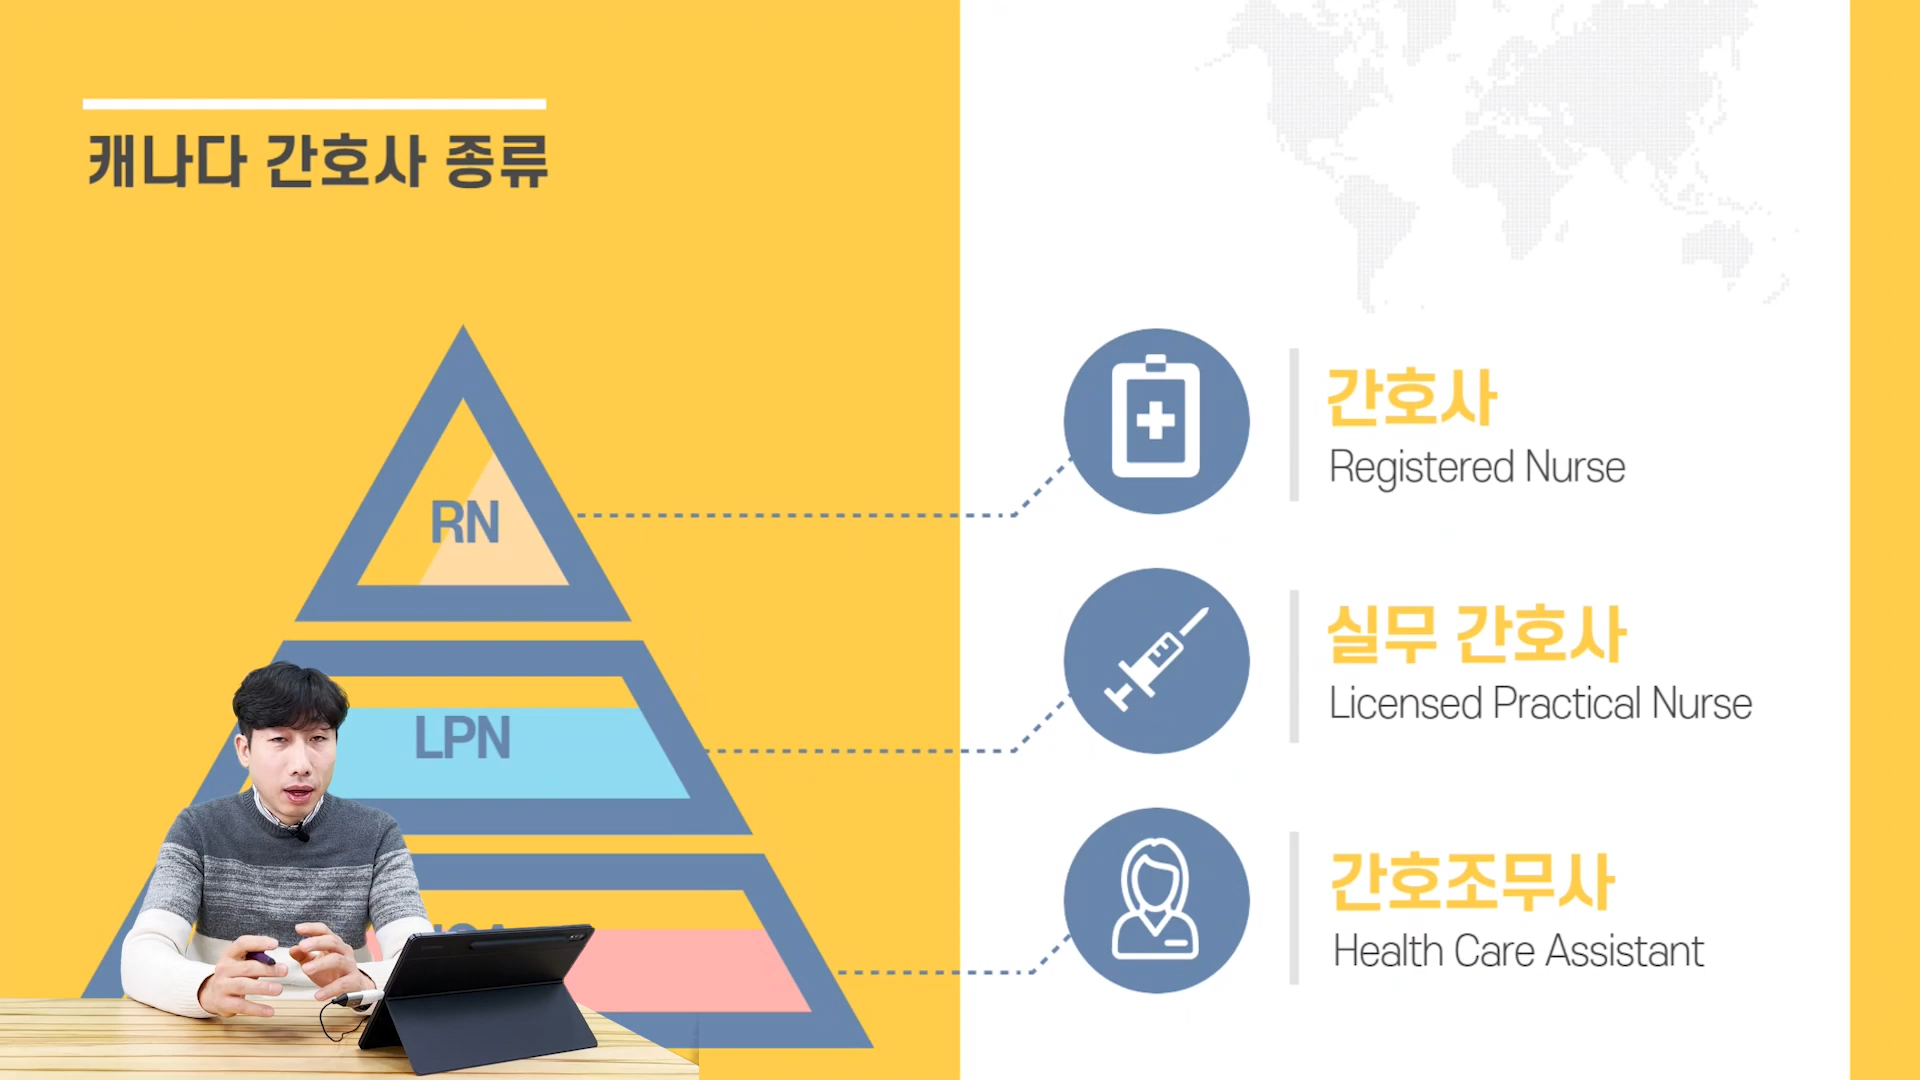 캐나다 간호사 종류
RN
LPN
간호사
Registered Nurse
실무 간호사
Licensed Practical Nurse
간호조무사
Health Care Assistant